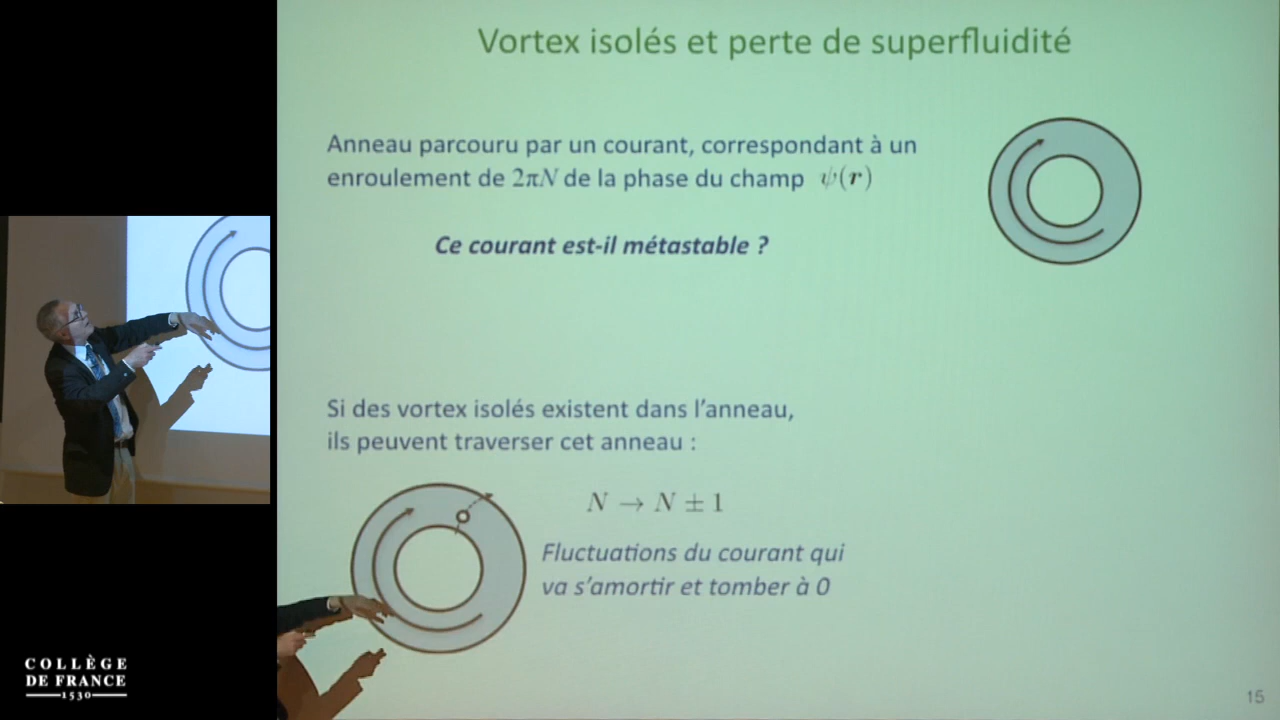 Vortex isolés et perte de superfluidité
Anneau parcouru par un courant, correspondant à un
enroulement de 2πN de la phase du champ ψ(r)
Ce courant est-il métastable ?
Si des vortex isolés existent dans l'anneau,
ils peuvent traverser cet anneau :
N → N ± 1
Fluctuations du courant qui
va s'amortir et tomber à 0
COLLÈGE
DE FRANCE
1530
15